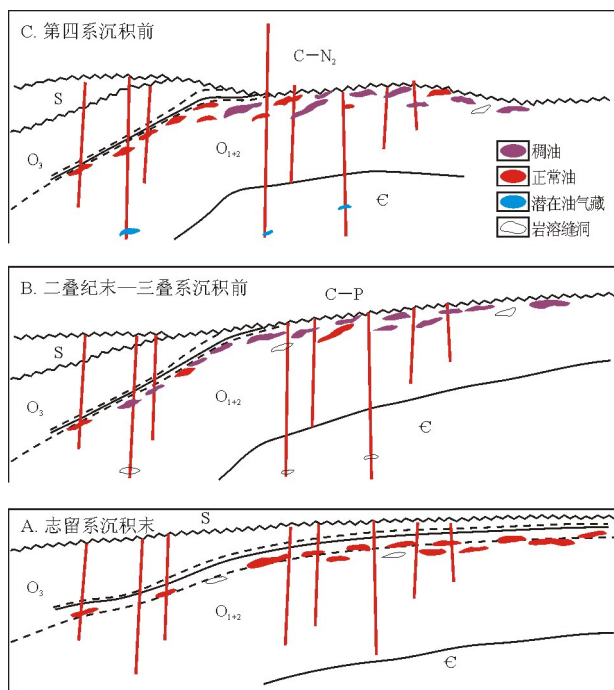 C. 第四系沉积前
C－N₂
S
O₃
O₁₊₂
Є
稠油
正常油
潜在油气藏
岩溶缝洞
B. 二叠纪末—三叠系沉积前
C－P
S
O₃
O₁₊₂
Є
A. 志留系沉积末
S
O₃
O₁₊₂
Є